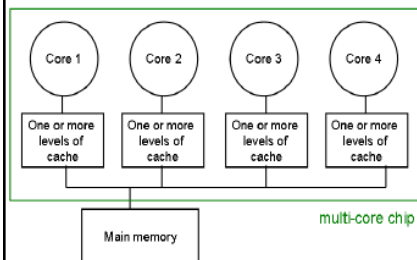 Core 1
Core 2
Core 3
Core 4
One or more
levels of
cache
One or more
levels of
cache
One or more
levels of
cache
One or more
levels of
cache
multi-core chip
Main memory